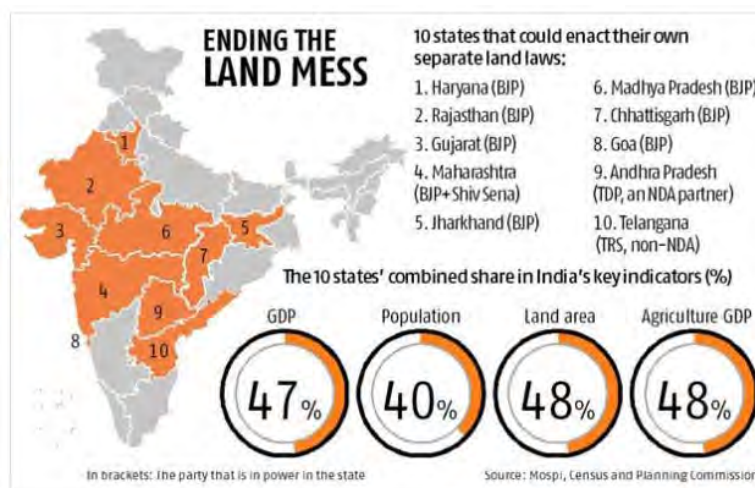 ENDING THE
LAND MESS
10 states that could enact their own
separate land laws:
1. Haryana (BJP)
2. Rajasthan (BJP)
3. Gujarat (BJP)
4. Maharashtra
(BJP+Shiv Sena)
5. Jharkhand (BJP)
6. Madhya Pradesh (BJP)
7. Chhattisgarh (BJP)
8. Goa (BJP)
9. Andhra Pradesh
(TDP, an NDA partner)
10. Telangana
(TRS, non-NDA)
1
2
3
6
5
7
4
9
8
10
The 10 states' combined share in India's key indicators (%)
GDP
Population
Land area
Agriculture GDP
47%
40%
48%
48%
In brackets: The party that is in power in the state
Source: Mospi, Census and Planning Commission